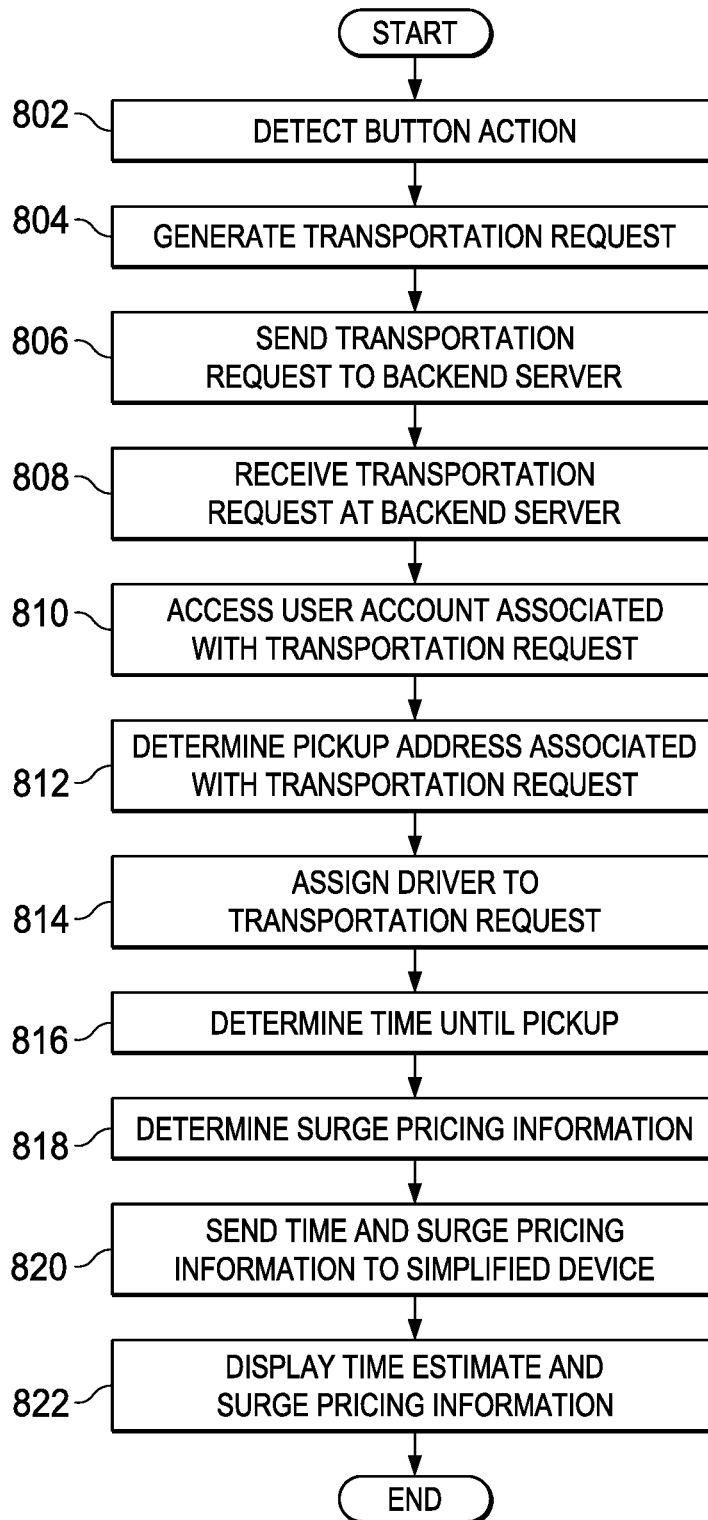 START
802
DETECT BUTTON ACTION
804
GENERATE TRANSPORTATION REQUEST
806
SEND TRANSPORTATION
REQUEST TO BACKEND SERVER
808
RECEIVE TRANSPORTATION
REQUEST AT BACKEND SERVER
810
ACCESS USER ACCOUNT ASSOCIATED
WITH TRANSPORTATION REQUEST
812
DETERMINE PICKUP ADDRESS ASSOCIATED
WITH TRANSPORTATION REQUEST
814
ASSIGN DRIVER TO
TRANSPORTATION REQUEST
816
DETERMINE TIME UNTIL PICKUP
818
DETERMINE SURGE PRICING INFORMATION
820
SEND TIME AND SURGE PRICING
INFORMATION TO SIMPLIFIED DEVICE
822
DISPLAY TIME ESTIMATE AND
SURGE PRICING INFORMATION
END